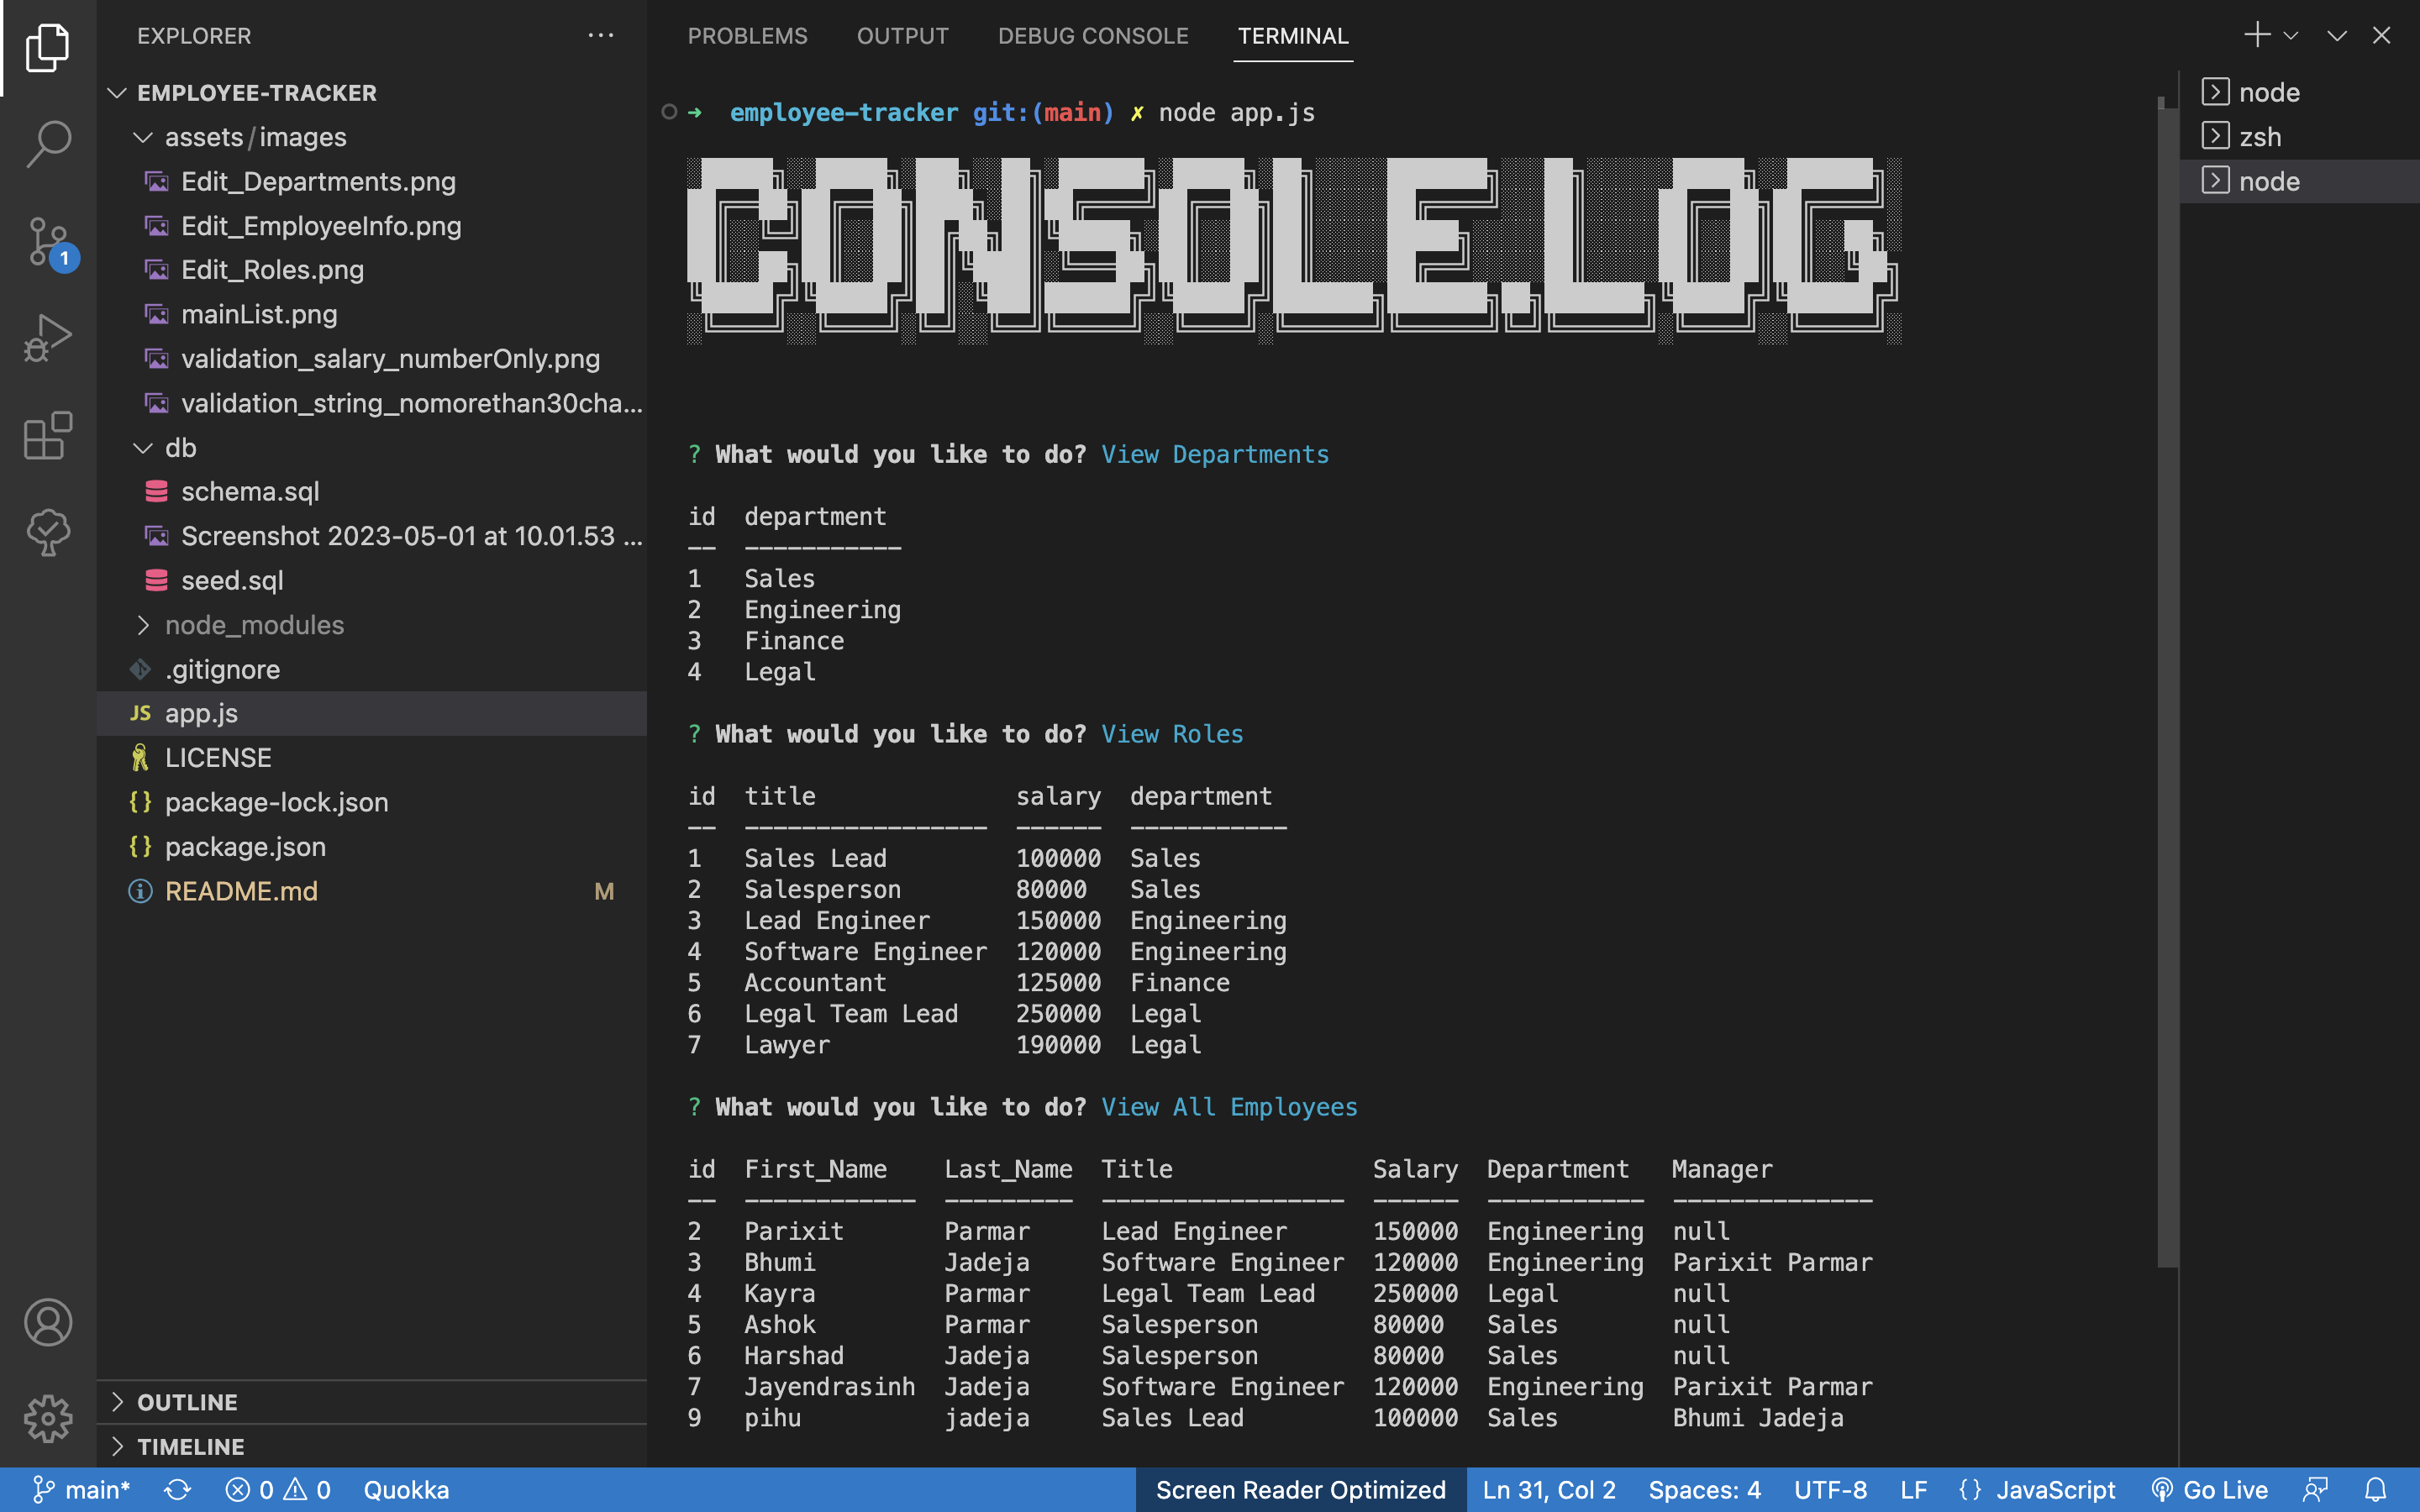 EXPLORER
EMPLOYEE-TRACKER
assets/images
Edit_Departments.png
Edit_EmployeeInfo.png
Edit_Roles.png
mainList.png
validation_salary_numberOnly.png
validation_string_nomorethan30cha...
db
schema.sql
Screenshot 2023-05-01 at 10.01.53 ...
seed.sql
node_modules
.gitignore
JS app.js
LICENSE
{} package-lock.json
{} package.json
README.md M
OUTLINE
TIMELINE
1
PROBLEMS OUTPUT DEBUG CONSOLE TERMINAL
➜ employee-tracker git:(main) ✗ node app.js
CONSOLE.LOG
? What would you like to do? View Departments
id department
-- -----------
1 Sales
2 Engineering
3 Finance
4 Legal
? What would you like to do? View Roles
id title salary department
-- ----------------- ------ -----------
1 Sales Lead 100000 Sales
2 Salesperson 80000 Sales
3 Lead Engineer 150000 Engineering
4 Software Engineer 120000 Engineering
5 Accountant 125000 Finance
6 Legal Team Lead 250000 Legal
7 Lawyer 190000 Legal
? What would you like to do? View All Employees
id First_Name Last_Name Title Salary Department Manager
-- ------------ --------- ----------------- ------ ----------- --------------
2 Parixit Parmar Lead Engineer 150000 Engineering null
3 Bhumi Jadeja Software Engineer 120000 Engineering Parixit Parmar
4 Kayra Parmar Legal Team Lead 250000 Legal null
5 Ashok Parmar Salesperson 80000 Sales null
6 Harshad Jadeja Salesperson 80000 Sales null
7 Jayendrasinh Jadeja Software Engineer 120000 Engineering Parixit Parmar
9 pihu jadeja Sales Lead 100000 Sales Bhumi Jadeja
node
zsh
node
main* 0 0 Quokka Screen Reader Optimized Ln 31, Col 2 Spaces: 4 UTF-8 LF {} JavaScript Go Live